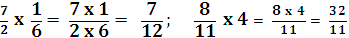 7/2 x 1/6 = 7 x 1/2 x 6 = 7/12; 8/11 x 4 = 8 x 4/11 = 32/11